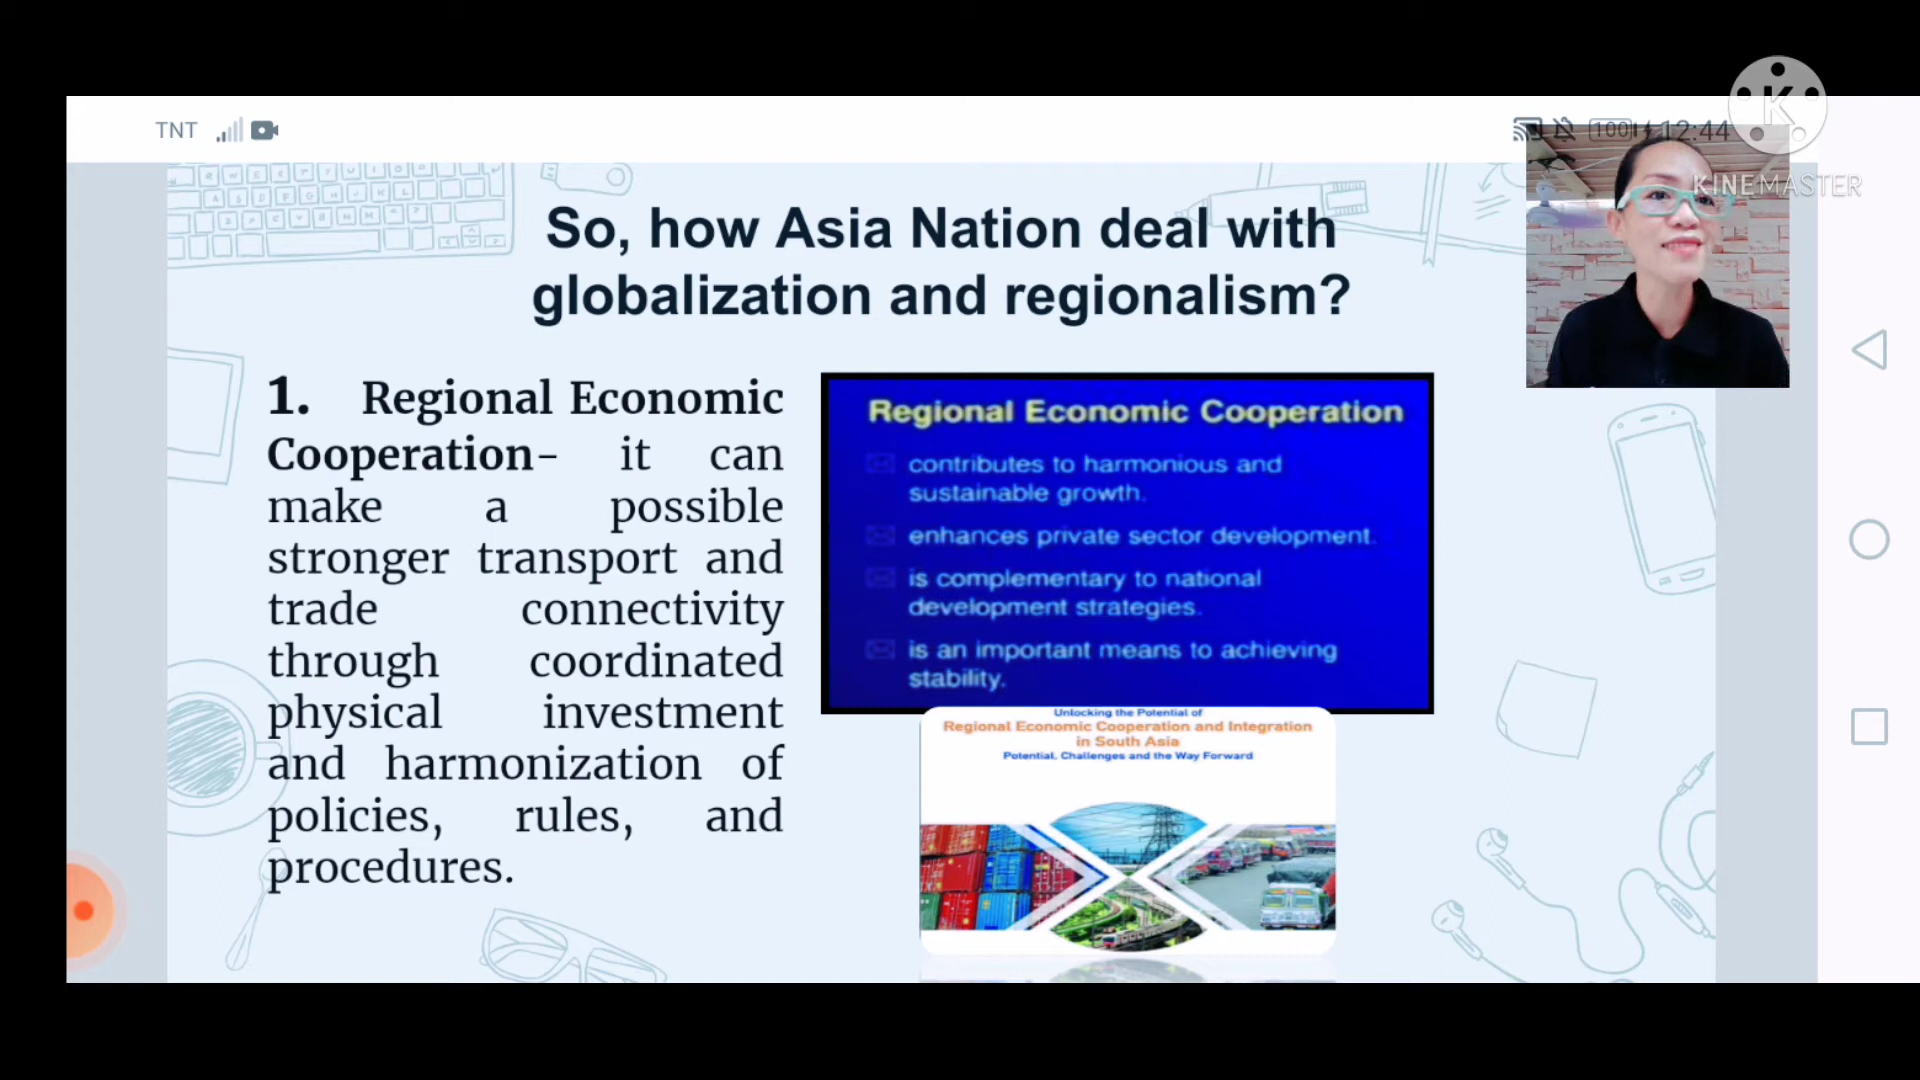 TNT
100
12:44
K
KINEMASTER
So, how Asia Nation deal with
globalization and regionalism?
1. Regional Economic
Cooperation- it can
make a possible
stronger transport and
trade connectivity
through coordinated
physical investment
and harmonization of
policies, rules, and
procedures.
Regional Economic Cooperation
contributes to harmonious and
sustainable growth.
enhances private sector development.
is complementary to national
development strategies.
is an important means to achieving
stability.
Unlocking the Potential of
Regional Economic Cooperation and Integration
in South Asia
Potential, Challenges and the Way Forward